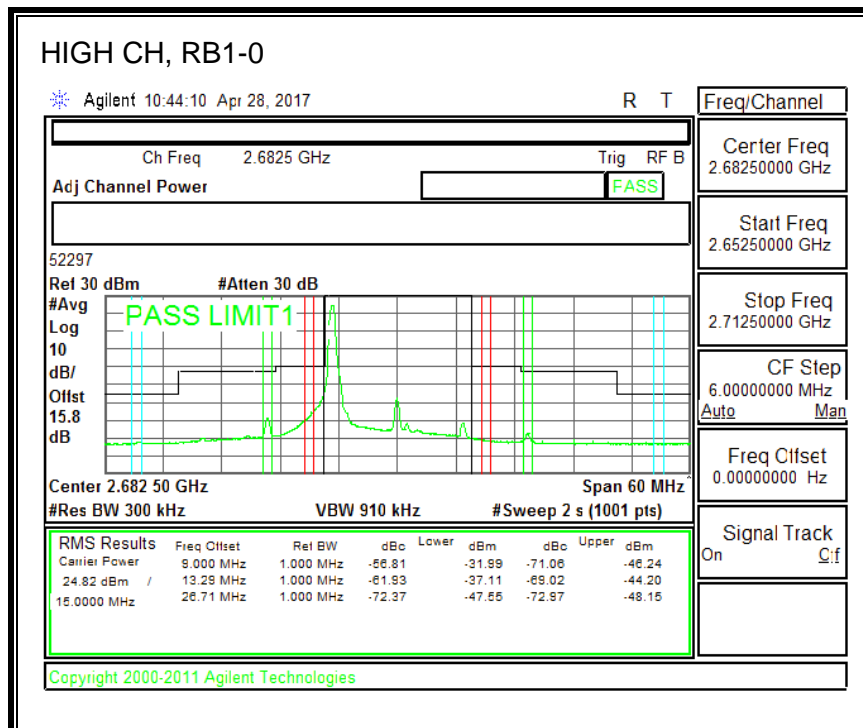 HIGH CH, RB1-0
Agilent 10:44:10 Apr 28, 2017 R T
Freq/Channel
Ch Freq 2.6825 GHz Trig RF B
Adj Channel Power PASS
Center Freq
2.68250000 GHz
Start Freq
2.65250000 GHz
Stop Freq
2.71250000 GHz
CF Step
6.00000000 MHz
Auto Man
Freq Offset
0.00000000 Hz
Signal Track
On Off
52297
Ref 30 dBm #Atten 30 dB
#Avg
Log
10
dB/
Offst
15.8
dB
PASS LIMIT1
Center 2.682 50 GHz Span 60 MHz
#Res BW 300 kHz VBW 910 kHz #Sweep 2 s (1001 pts)
RMS Results Freq Offset Ref BW dBc Lower dBm dBc Upper dBm
Carrier Power 9.000 MHz 1.000 MHz -56.81 -31.99 -71.06 -46.24
24.82 dBm / 13.29 MHz 1.000 MHz -61.93 -37.11 -69.02 -44.20
15.0000 MHz 26.71 MHz 1.000 MHz -72.37 -47.55 -72.97 -48.15
Copyright 2000-2011 Agilent Technologies